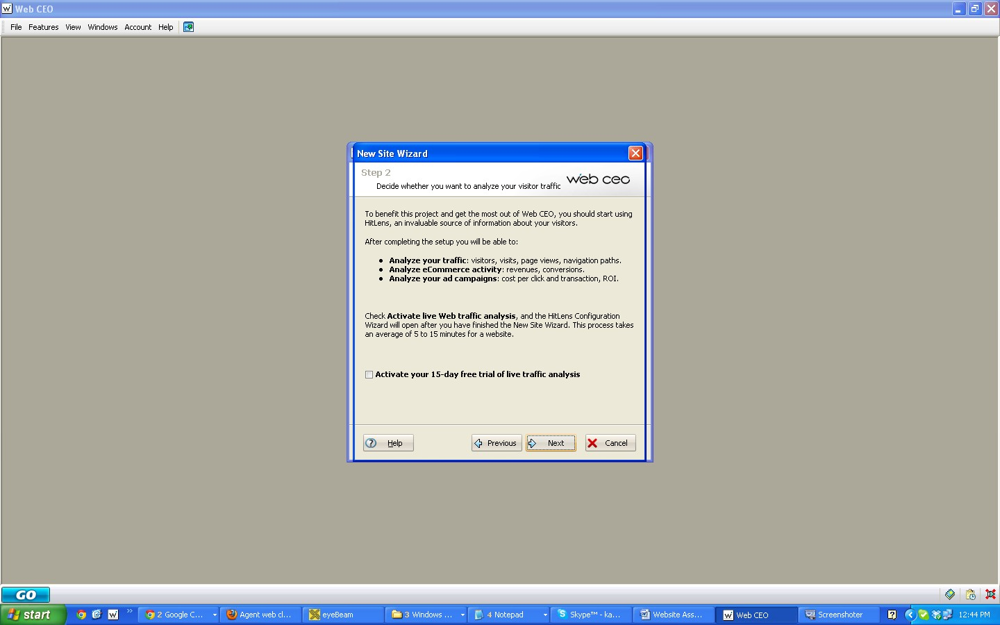 Web CEO
File Features View Windows Account Help
New Site Wizard
Step 2
Decide whether you want to analyze your visitor traffic
web ceo
To benefit this project and get the most out of Web CEO, you should start using
HitLens, an invaluable source of information about your visitors.
After completing the setup you will be able to:
• Analyze your traffic: visitors, visits, page views, navigation paths.
• Analyze eCommerce activity: revenues, conversions.
• Analyze your ad campaigns: cost per click and transaction, ROI.
Check Activate live Web traffic analysis, and the HitLens Configuration
Wizard will open after you have finished the New Site Wizard. This process takes
an average of 5 to 15 minutes for a website.
Activate your 15-day free trial of live traffic analysis
Help Previous Next Cancel
GO
start 2 Google C... Agent web cl... eyeBeam 3 Windows ... 4 Notepad Skype™ - ka... Website Ass... Web CEO Screenshoter 12:44 PM